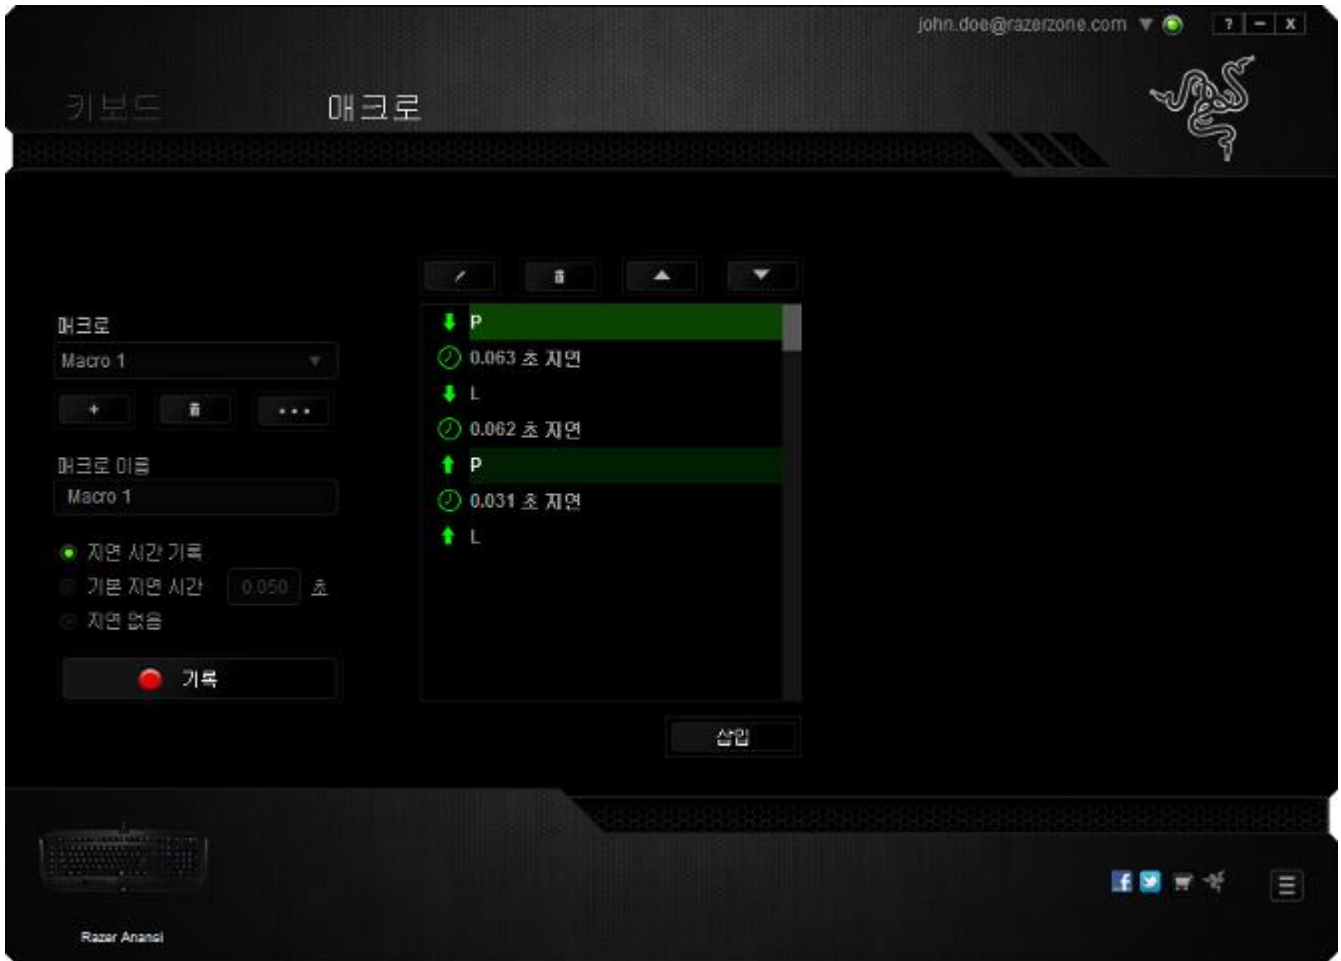 john.doe@razerzone.com
? - X
키보드
매크로
매크로
Macro 1
매크로 이름
Macro 1
지연 시간 기록
기본 지연 시간 0.050 초
지연 없음
기록
P
0.063 초 지연
L
0.062 초 지연
P
0.031 초 지연
L
삽입
Razer Anansi